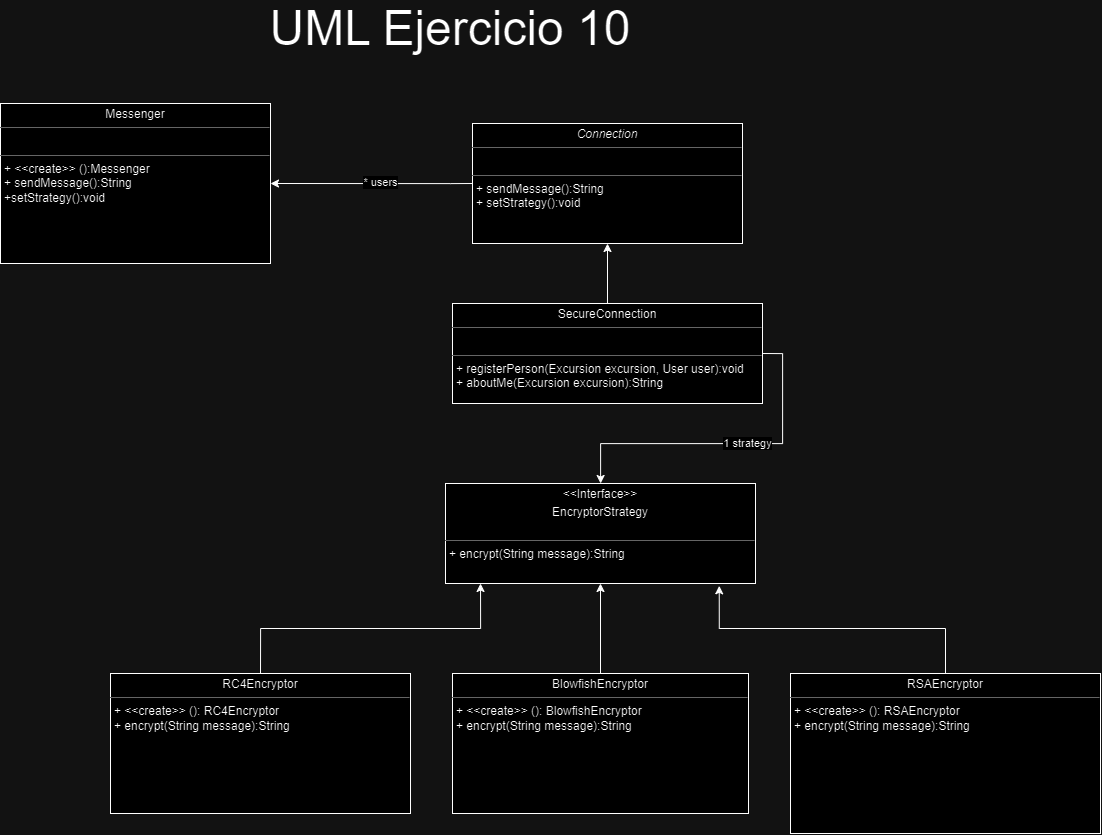 UML Ejercicio 10
Messenger
+ <<create>> ():Messenger
+ sendMessage():String
+setStrategy():void
* users
Connection
+ sendMessage():String
+ setStrategy():void
SecureConnection
+ registerPerson(Excursion excursion, User user):void
+ aboutMe(Excursion excursion):String
1 strategy
<<Interface>>
EncryptorStrategy
+ encrypt(String message):String
RC4Encryptor
+ <<create>> (): RC4Encryptor
+ encrypt(String message):String
BlowfishEncryptor
+ <<create>> (): BlowfishEncryptor
+ encrypt(String message):String
RSAEncryptor
+ <<create>> (): RSAEncryptor
+ encrypt(String message):String